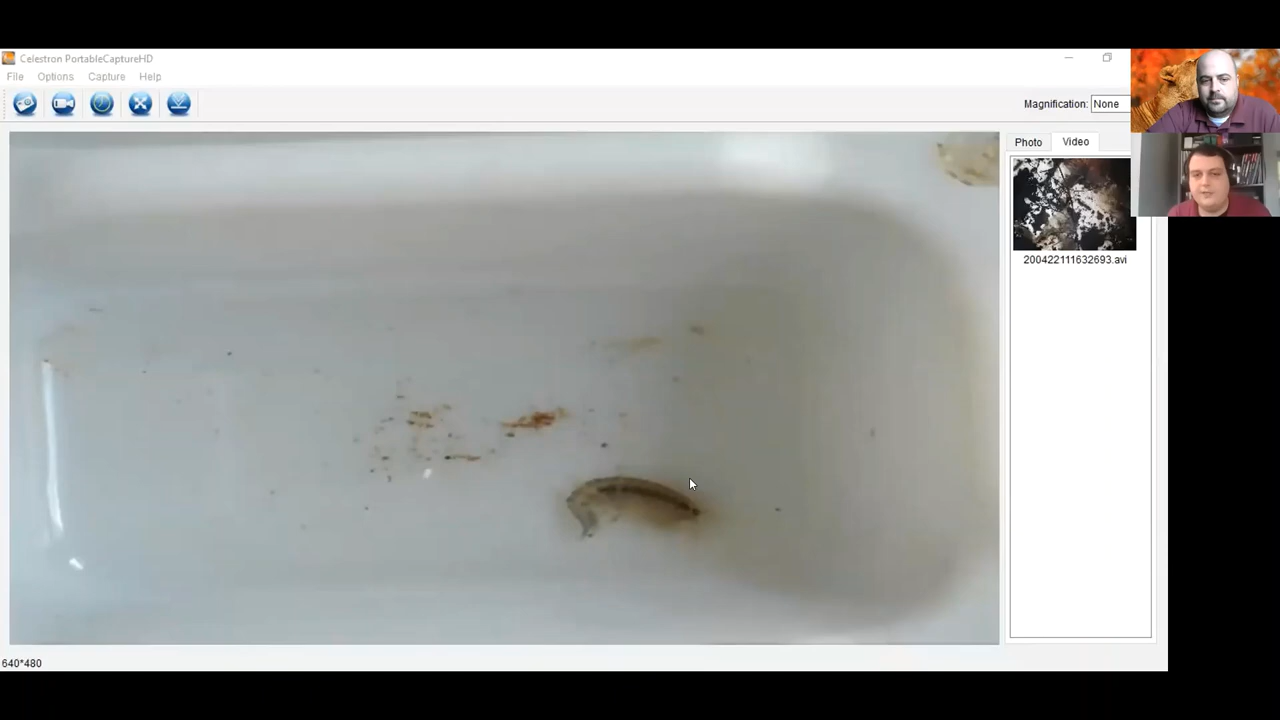 Celestron PortableCaptureHD
File Options Capture Help
Magnification: None
Photo Video
200422111632693.avi
640*480